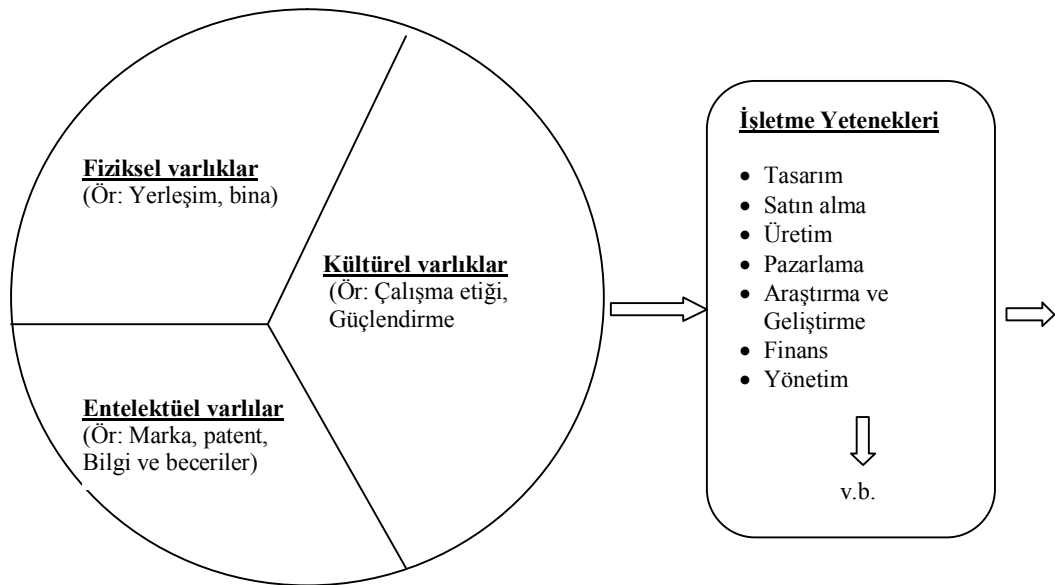 Fiziksel varlıklar
(Ör: Yerleşim, bina)
Kültürel varlıklar
(Ör: Çalışma etiği,
Güçlendirme
Entelektüel varlılar
(Ör: Marka, patent,
Bilgi ve beceriler)
İşletme Yetenekleri
• Tasarım
• Satın alma
• Üretim
• Pazarlama
• Araştırma ve
Geliştirme
• Finans
• Yönetim
v.b.